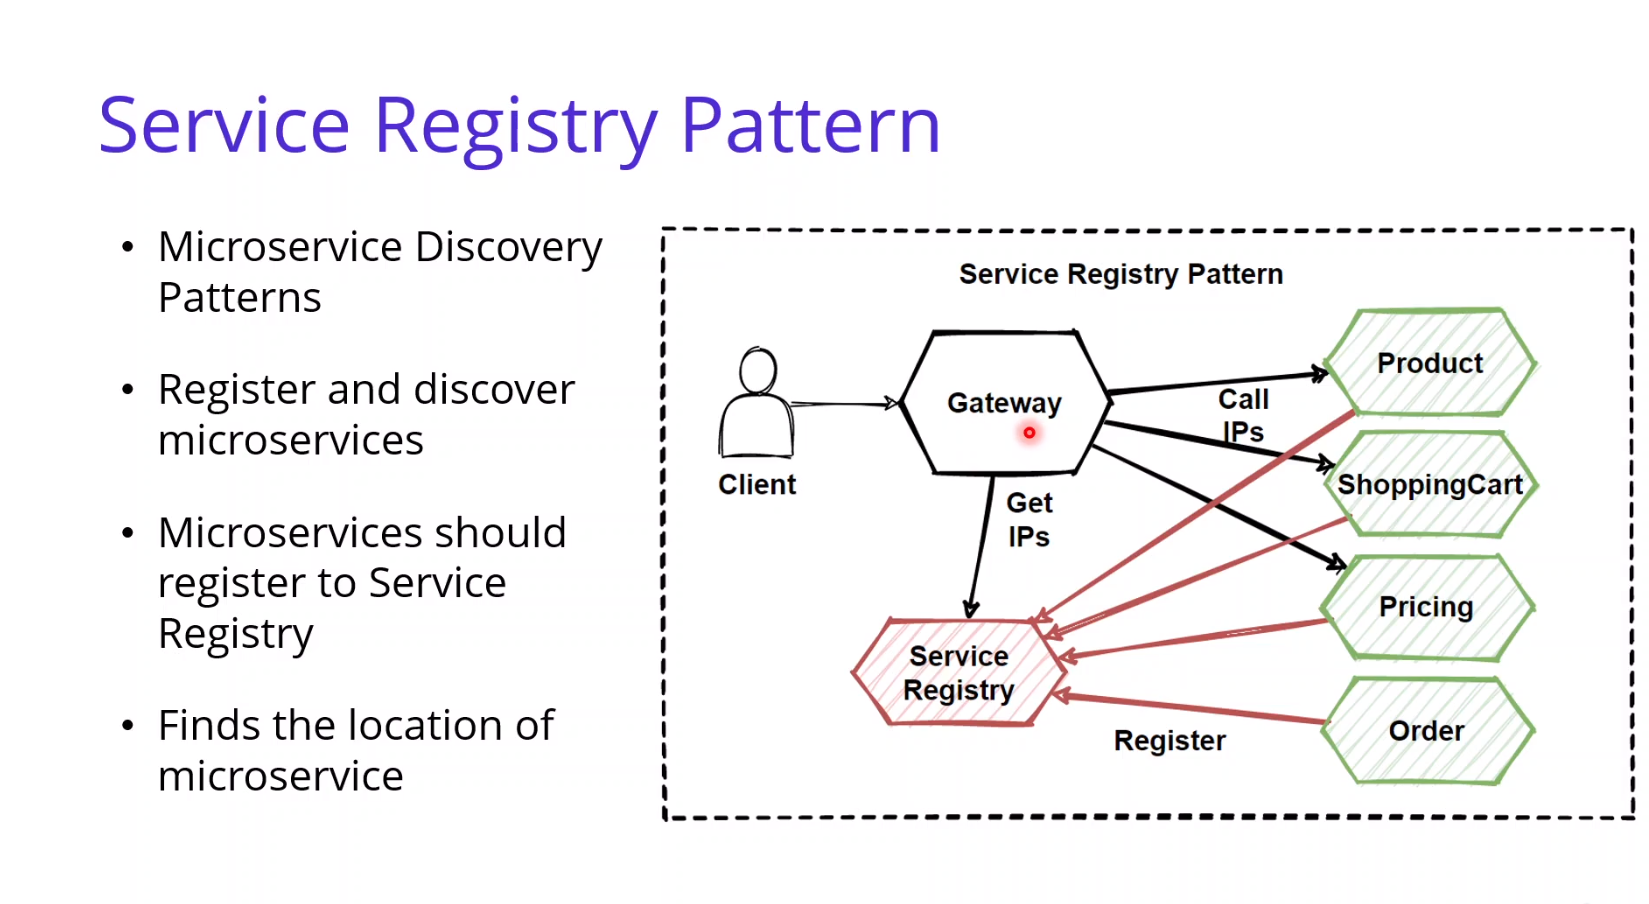 Service Registry Pattern
• Microservice Discovery
Patterns
• Register and discover
microservices
• Microservices should
register to Service
Registry
• Finds the location of
microservice
Service Registry Pattern
Client
Gateway
Get
IPs
Call
IPs
Product
ShoppingCart
Pricing
Order
Service
Registry
Register